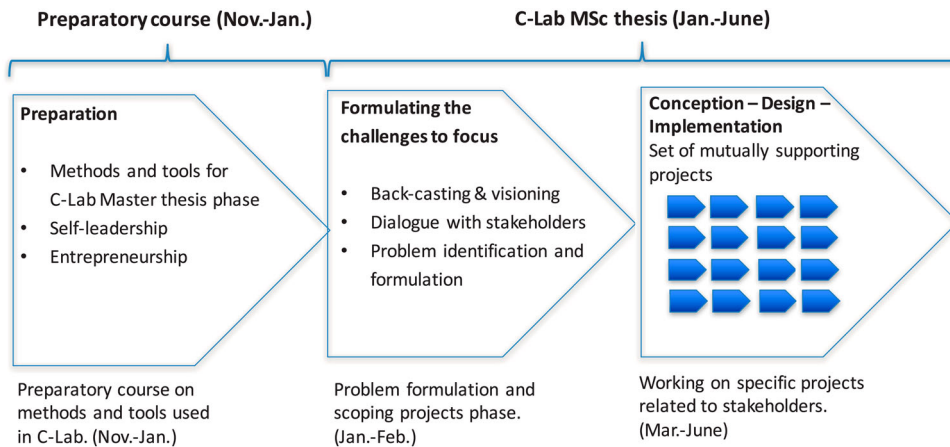 Preparatory course (Nov.-Jan.)
C-Lab MSc thesis (Jan.-June)
Preparation
• Methods and tools for
C-Lab Master thesis phase
• Self-leadership
• Entrepreneurship
Formulating the
challenges to focus
• Back-casting & visioning
• Dialogue with stakeholders
• Problem identification and
formulation
Conception – Design –
Implementation
Set of mutually supporting
projects
Preparatory course on
methods and tools used
in C-Lab. (Nov.-Jan.)
Problem formulation and
scoping projects phase.
(Jan.-Feb.)
Working on specific projects
related to stakeholders.
(Mar.-June)